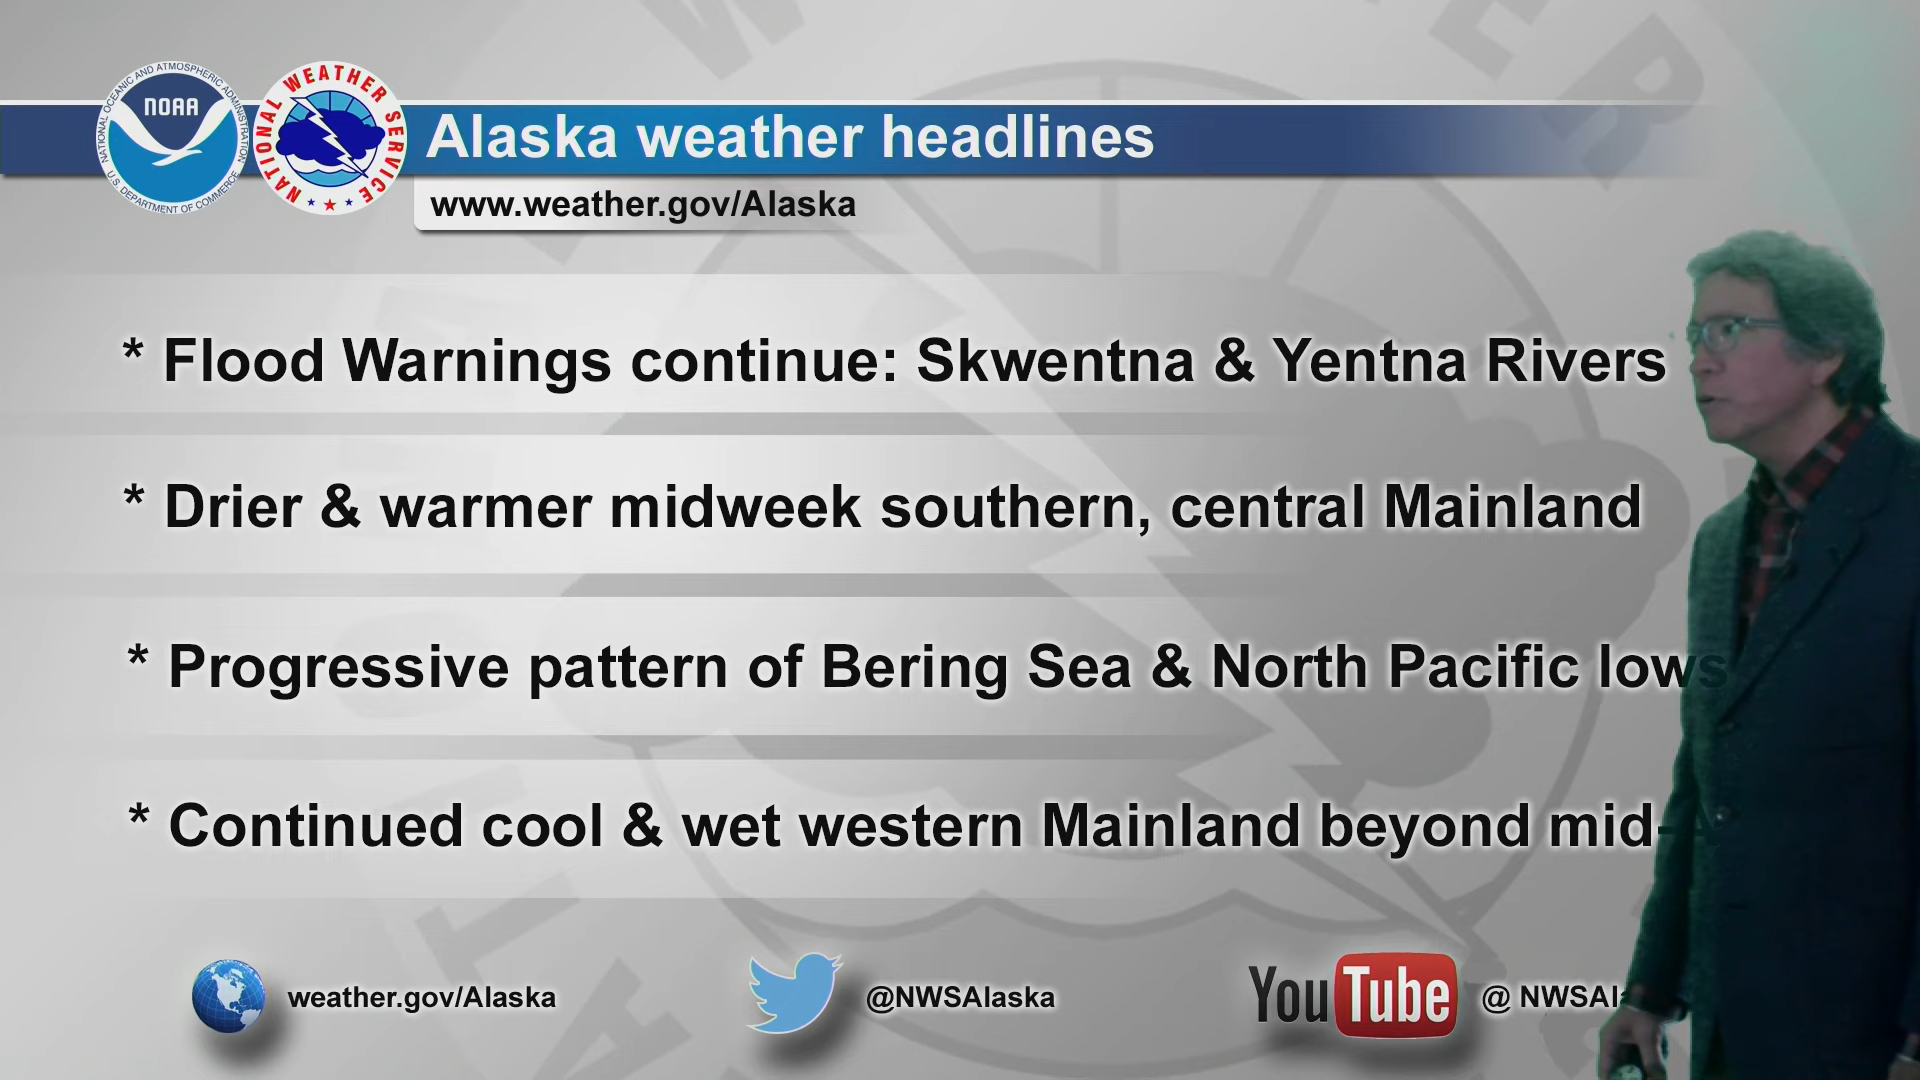 NATIONAL OCEANIC AND ATMOSPHERIC ADMINISTRATION
NOAA
U.S. DEPARTMENT OF COMMERCE
NATIONAL WEATHER SERVICE
Alaska weather headlines
www.weather.gov/Alaska
* Flood Warnings continue: Skwentna & Yentna Rivers
* Drier & warmer midweek southern, central Mainland
* Progressive pattern of Bering Sea & North Pacific lows
* Continued cool & wet western Mainland beyond mid-A
weather.gov/Alaska
@NWSAlaska
YouTube
@ NWSAla